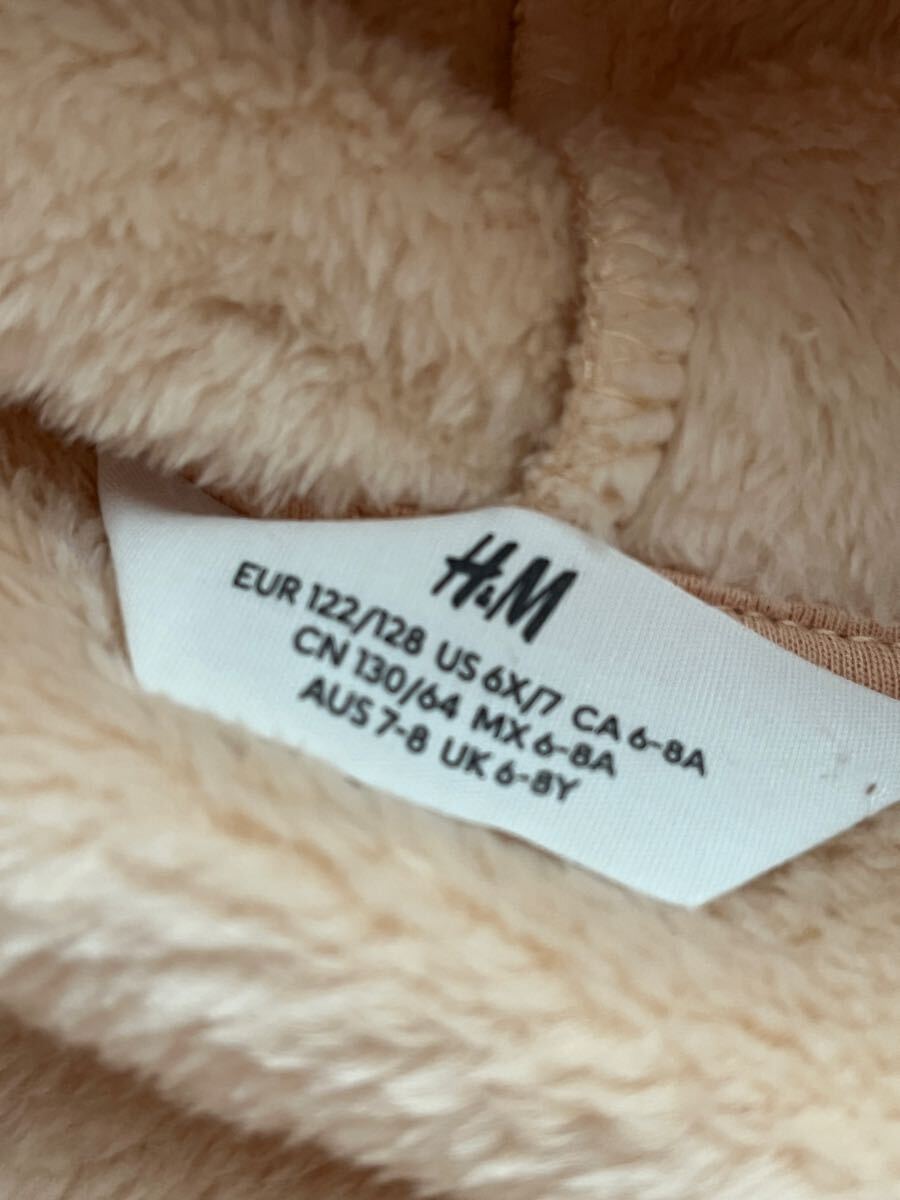 H&M
EUR 122/128 US 6X/7 CA 6-8A
CN 130/64 MX 6-8A
AUS 7-8 UK 6-8Y